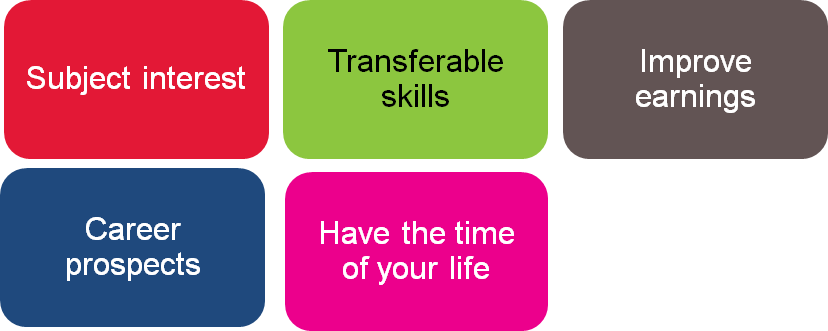 Subject interest
Transferable
skills
Improve
earnings
Career
prospects
Have the time
of your life